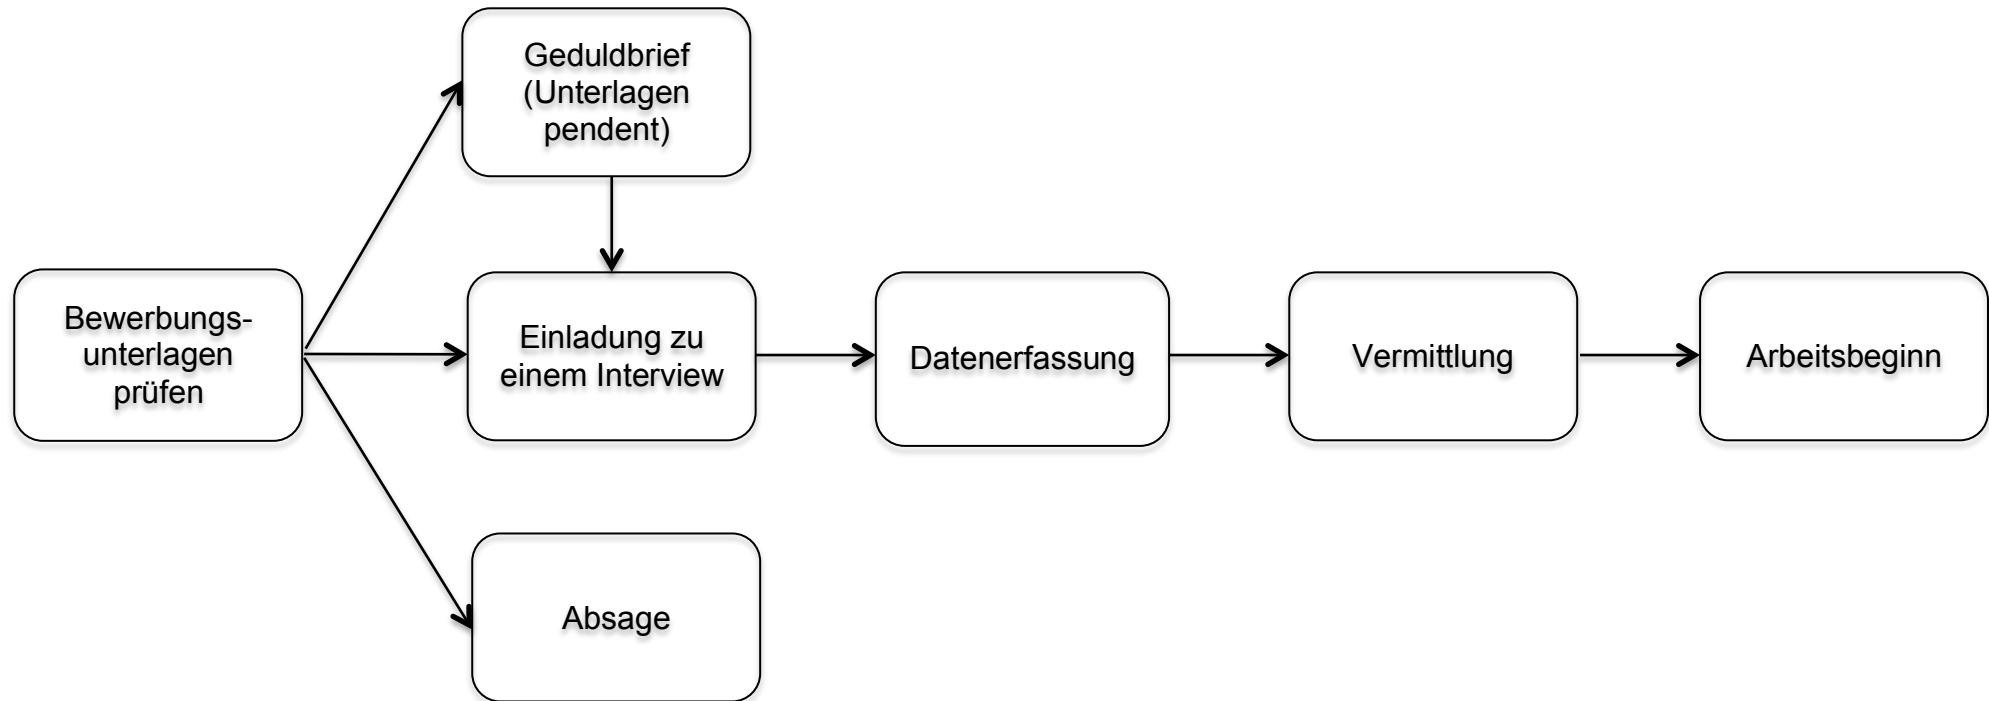 Geduldbrief
(Unterlagen
pendent)
Bewerbungs-
unterlagen
prüfen
Einladung zu
einem Interview
Datenerfassung
Vermittlung
Arbeitsbeginn
Absage